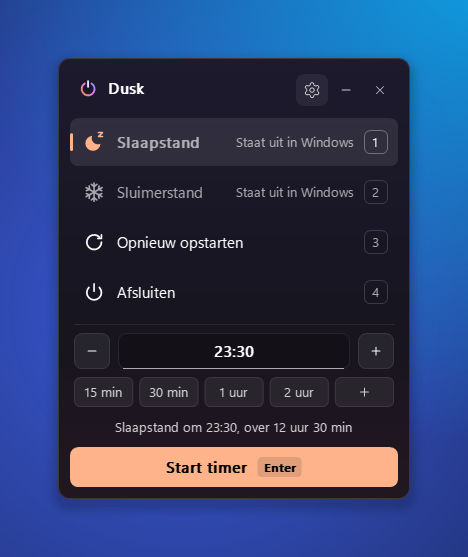 Dusk
Slaapstand Staat uit in Windows 1
Sluimerstand Staat uit in Windows 2
Opnieuw opstarten 3
Afsluiten 4
− 23:30 +
15 min 30 min 1 uur 2 uur +
Slaapstand om 23:30, over 12 uur 30 min
Start timer Enter